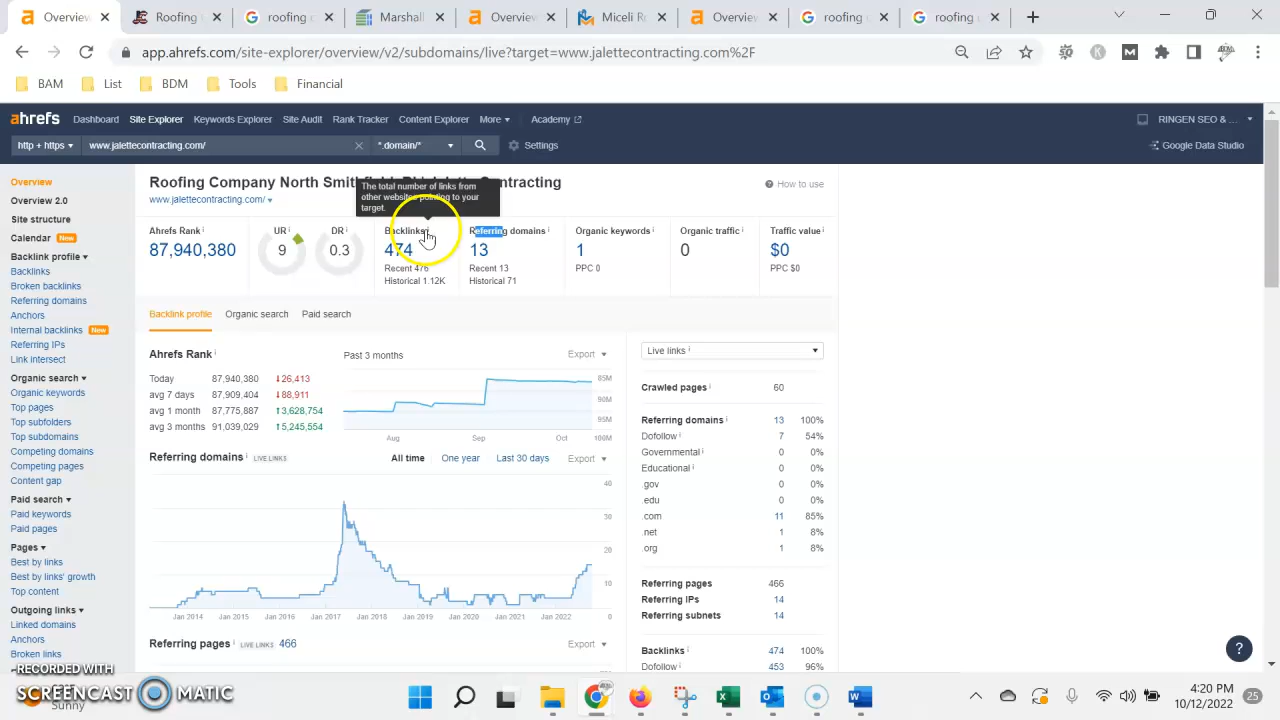 Overview
Roofing
roofing c
Marshall
Overview
Miceli Ro
Overview
roofing
roofing
app.ahrefs.com/site-explorer/overview/v2/subdomains/live?target=www.jalettecontracting.com%2F
BAM
List
BDM
Tools
Financial
ahrefs
Dashboard
Site Explorer
Keywords Explorer
Site Audit
Rank Tracker
Content Explorer
More
Academy
RINGEN SEO & ...
http + https
www.jalettecontracting.com/
*.domain/*
Settings
Google Data Studio
Overview
Overview 2.0
Site structure
Calendar New
Backlink profile
Backlinks
Broken backlinks
Referring domains
Anchors
Internal backlinks New
Referring IPs
Link intersect
Organic search
Organic keywords
Top pages
Top subfolders
Top subdomains
Competing domains
Competing pages
Content gap
Paid search
Paid keywords
Paid pages
Pages
Best by links
Best by links' growth
Top content
Outgoing links
Linked domains
Anchors
Broken links
Roofing Company North Smithfield Contracting
www.jalettecontracting.com/
How to use
The total number of links from
other websites pointing to your
target.
Ahrefs Rank
87,940,380
UR
9
DR
0.3
Backlinks
474
Recent 476
Historical 1.12K
Referring domains
13
Recent 13
Historical 71
Organic keywords
1
PPC 0
Organic traffic
0
Traffic value
$0
PPC $0
Backlink profile
Organic search
Paid search
Ahrefs Rank
Past 3 months
Export
Today 87,940,380 ↓26,413
avg 7 days 87,909,404 ↓88,911
avg 1 month 87,775,887 ↑3,628,754
avg 3 months 91,039,029 ↑5,245,554
85M
90M
95M
100M
Aug Sep Oct
Referring domains LIVE LINKS
All time One year Last 30 days Export
40
30
20
10
0
Jan 2014 Jan 2015 Jan 2016 Jan 2017 Jan 2018 Jan 2019 Jan 2020 Jan 2021 Jan 2022
Referring pages LIVE LINKS 466
Export
Live links
Crawled pages 60
Referring domains 13 100%
Dofollow 7 54%
Governmental 0 0%
Educational 0 0%
.gov 0 0%
.edu 0 0%
.com 11 85%
.net 1 8%
.org 1 8%
Referring pages 466
Referring IPs 14
Referring subnets 14
Backlinks 474 100%
Dofollow 453 96%
?
RECORDED WITH
SCREENCAST MATIC
Sunny
4:20 PM
10/12/2022
25